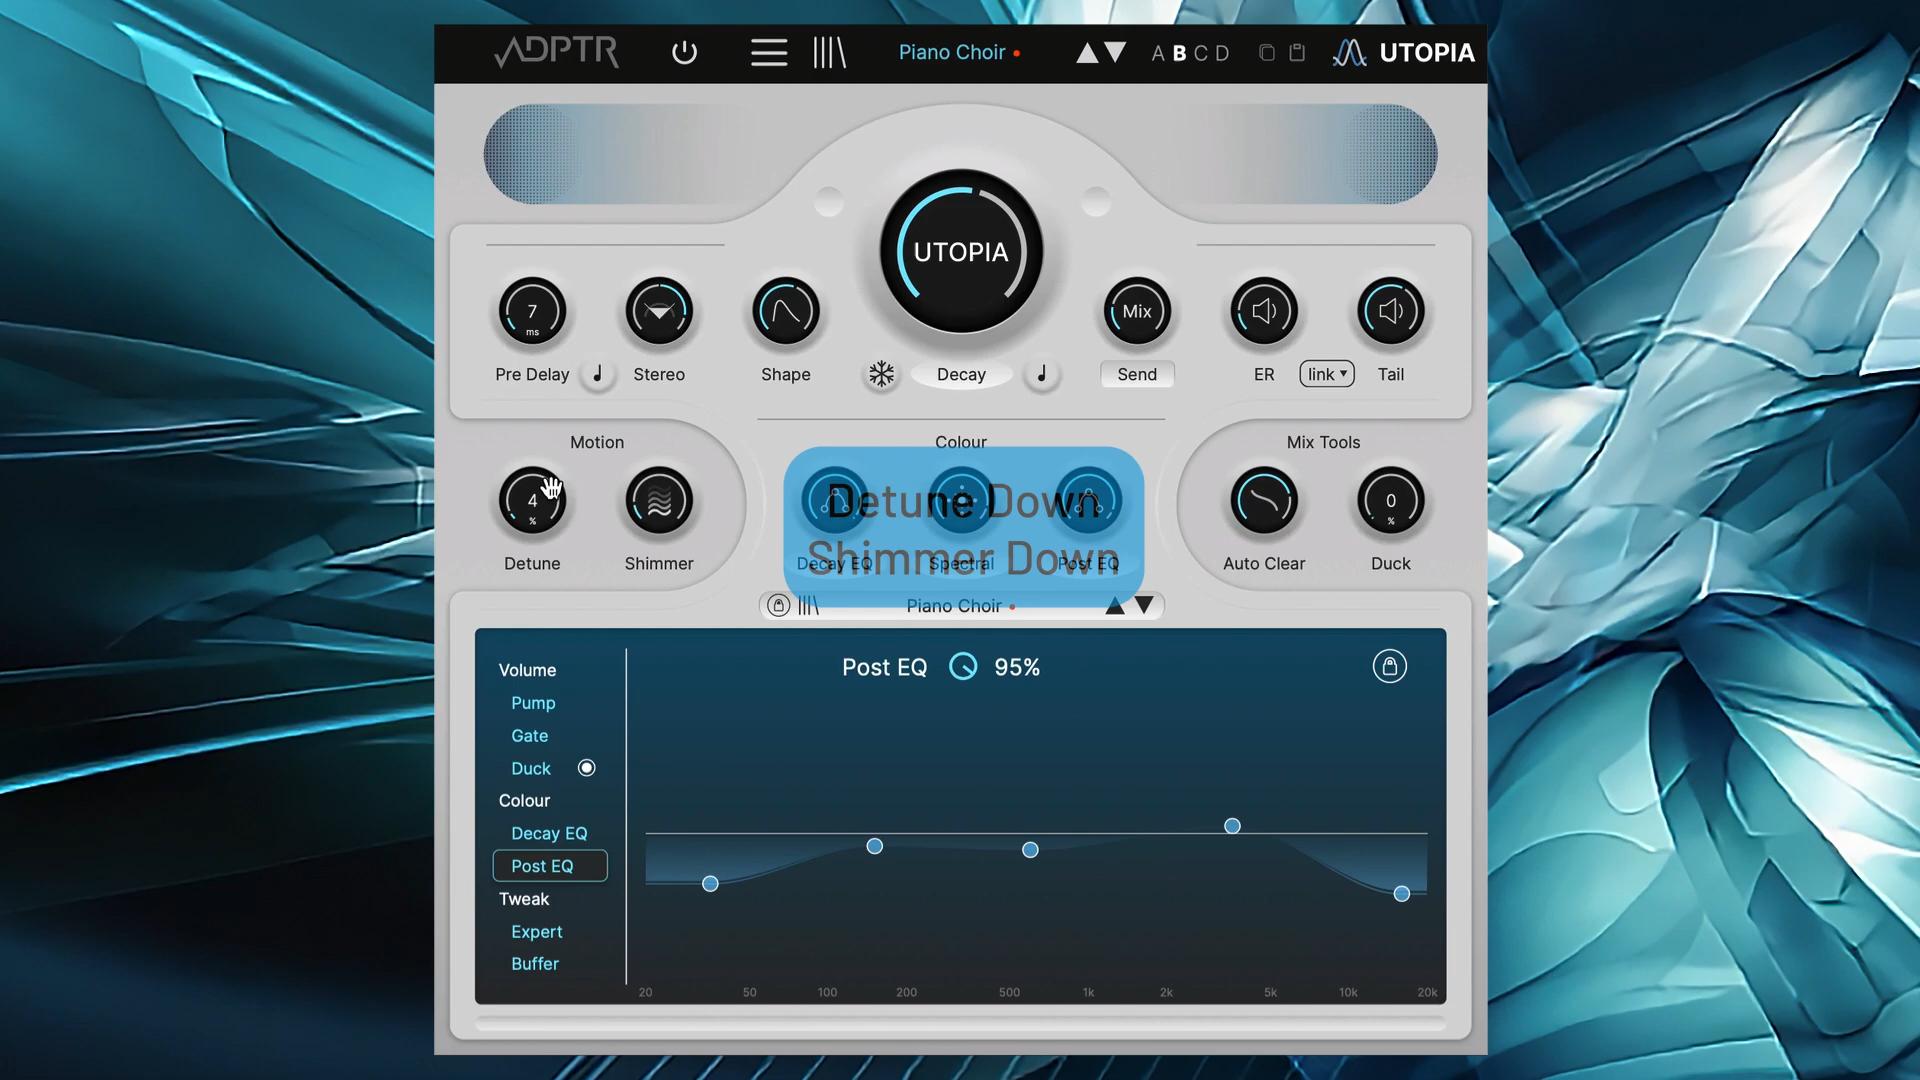 ADPTR
Piano Choir
A B C D
UTOPIA
UTOPIA
7
ms
Mix
Pre Delay
Stereo
Shape
Decay
Send
ER
link
Tail
Motion
Colour
Mix Tools
4
%
0
%
Detune Down
Shimmer Down
Detune
Shimmer
Decay EQ
Spectral
Post EQ
Auto Clear
Duck
Piano Choir
Post EQ 95%
Volume
Pump
Gate
Duck
Colour
Decay EQ
Post EQ
Tweak
Expert
Buffer
20 50 100 200 500 1k 2k 5k 10k 20k